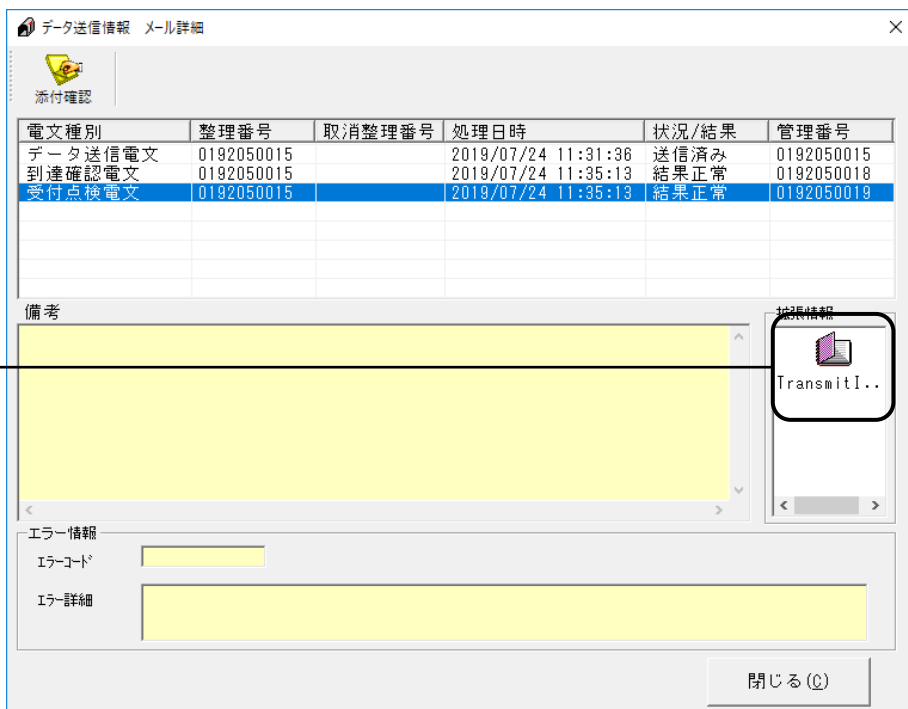 データ送信情報 メール詳細
添付確認
電文種別 整理番号 取消整理番号 処理日時 状況/結果 管理番号
データ送信電文 0192050015 2019/07/24 11:31:36 送信済み 0192050015
到達確認電文 0192050015 2019/07/24 11:35:13 結果正常 0192050018
受付点検電文 0192050015 2019/07/24 11:35:13 結果正常 0192050019
備考
拡張情報
TransmitI..
エラー情報
エラーコード
エラー詳細
閉じる(C)